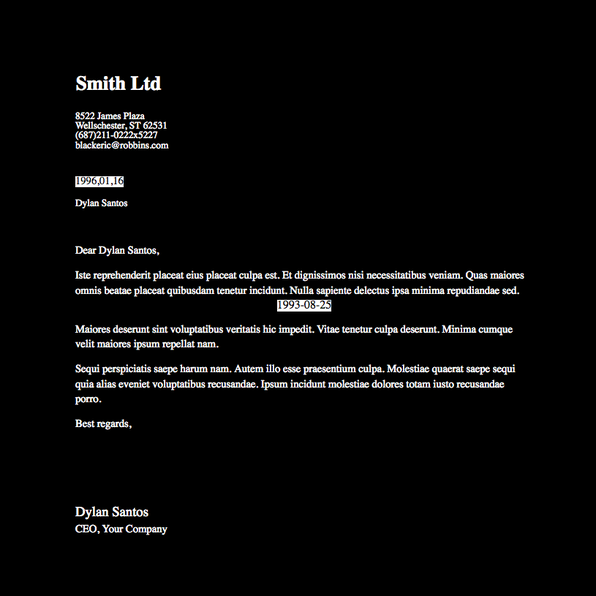 Smith Ltd
8522 James Plaza
Wellschester, ST 62531
(687)211-0222x5227
blackeric@robbins.com
1996,01,16
Dylan Santos
Dear Dylan Santos,
Iste reprehenderit placeat eius placeat culpa est. Et dignissimos nisi necessitatibus veniam. Quas maiores
omnis beatae placeat quibusdam tenetur incidunt. Nulla sapiente delectus ipsa minima repudiandae sed.
1993-08-25
Maiores deserunt sint voluptatibus veritatis hic impedit. Vitae tenetur culpa deserunt. Minima cumque
velit maiores ipsum repellat nam.
Sequi perspiciatis saepe harum nam. Autem illo esse praesentium culpa. Molestiae quaerat saepe sequi
quia alias eveniet voluptatibus recusandae. Ipsum incidunt molestiae dolores totam iusto recusandae
porro.
Best regards,
Dylan Santos
CEO, Your Company